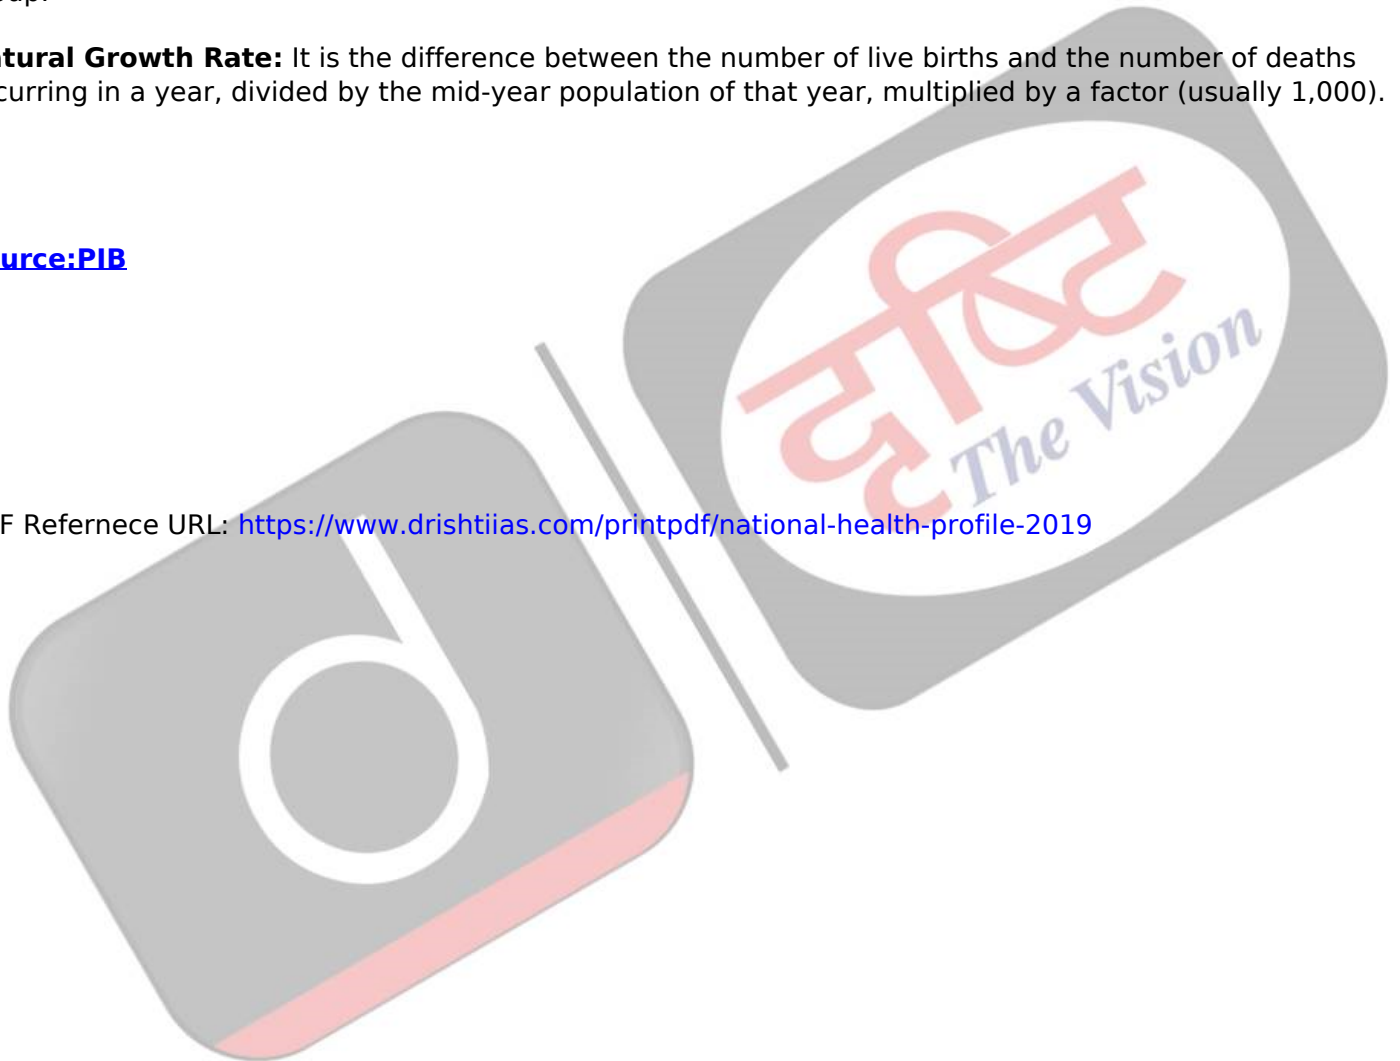 oup.
atural Growth Rate: It is the difference between the number of live births and the number of deaths
curring in a year, divided by the mid-year population of that year, multiplied by a factor (usually 1,000).
urce:PIB
दृष्टि
The Vision
F Refernece URL: https://www.drishtiias.com/printpdf/national-health-profile-2019
d